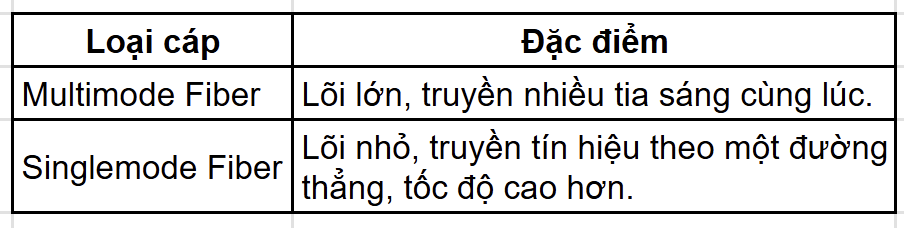 Loại cáp
Đặc điểm
Multimode Fiber
Lõi lớn, truyền nhiều tia sáng cùng lúc.
Singlemode Fiber
Lõi nhỏ, truyền tín hiệu theo một đường
thẳng, tốc độ cao hơn.